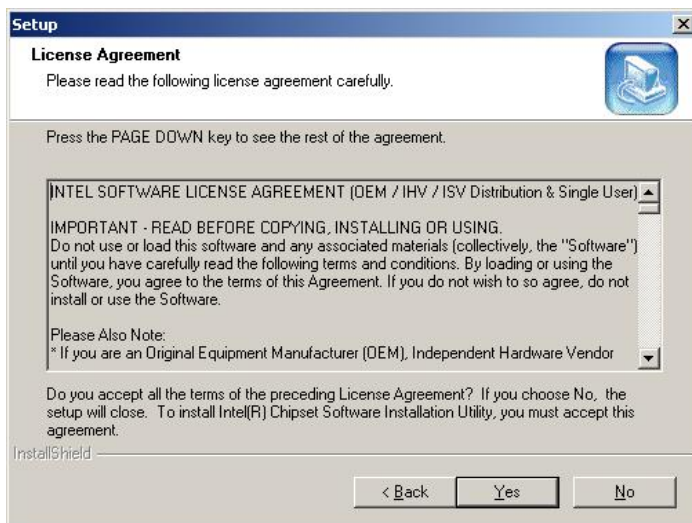 Setup
License Agreement
Please read the following license agreement carefully.
Press the PAGE DOWN key to see the rest of the agreement.
INTEL SOFTWARE LICENSE AGREEMENT (OEM / IHV / ISV Distribution & Single User)
IMPORTANT - READ BEFORE COPYING, INSTALLING OR USING.
Do not use or load this software and any associated materials (collectively, the "Software")
until you have carefully read the following terms and conditions. By loading or using the
Software, you agree to the terms of this Agreement. If you do not wish to so agree, do not
install or use the Software.
Please Also Note:
* If you are an Original Equipment Manufacturer (OEM), Independent Hardware Vendor
Do you accept all the terms of the preceding License Agreement? If you choose No, the
setup will close. To install Intel(R) Chipset Software Installation Utility, you must accept this
agreement.
InstallShield
< Back
Yes
No